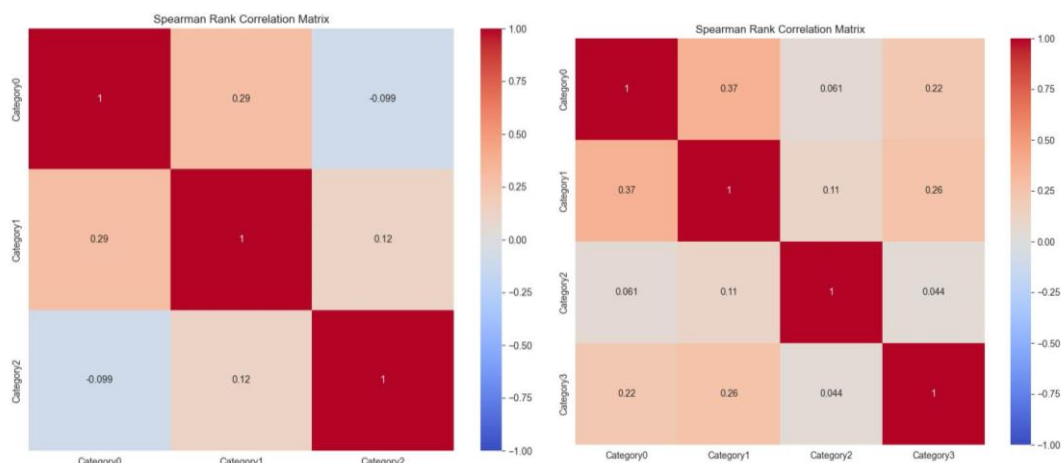 Spearman Rank Correlation Matrix
Category0
Category1
Category2
1 0.29 -0.099
0.29 1 0.12
-0.099 0.12 1
Category0 Category1 Category2
1.00
0.75
0.50
0.25
0.00
−0.25
−0.50
−0.75
−1.00
Spearman Rank Correlation Matrix
Category0
Category1
Category2
Category3
1 0.37 0.061 0.22
0.37 1 0.11 0.26
0.061 0.11 1 0.044
0.22 0.26 0.044 1
Category0 Category1 Category2 Category3
1.00
0.75
0.50
0.25
0.00
−0.25
−0.50
−0.75
−1.00